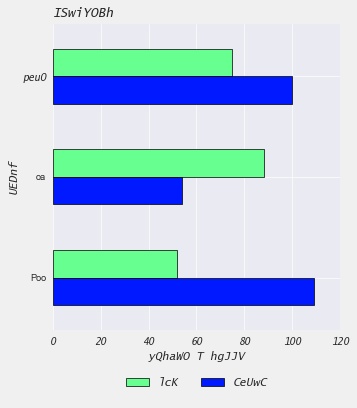 ISwiYOBh
peuO
oa
Poo
UEDnf
0 20 40 60 80 100 120
yQhaWO T hgJJV
lcK CeUwC